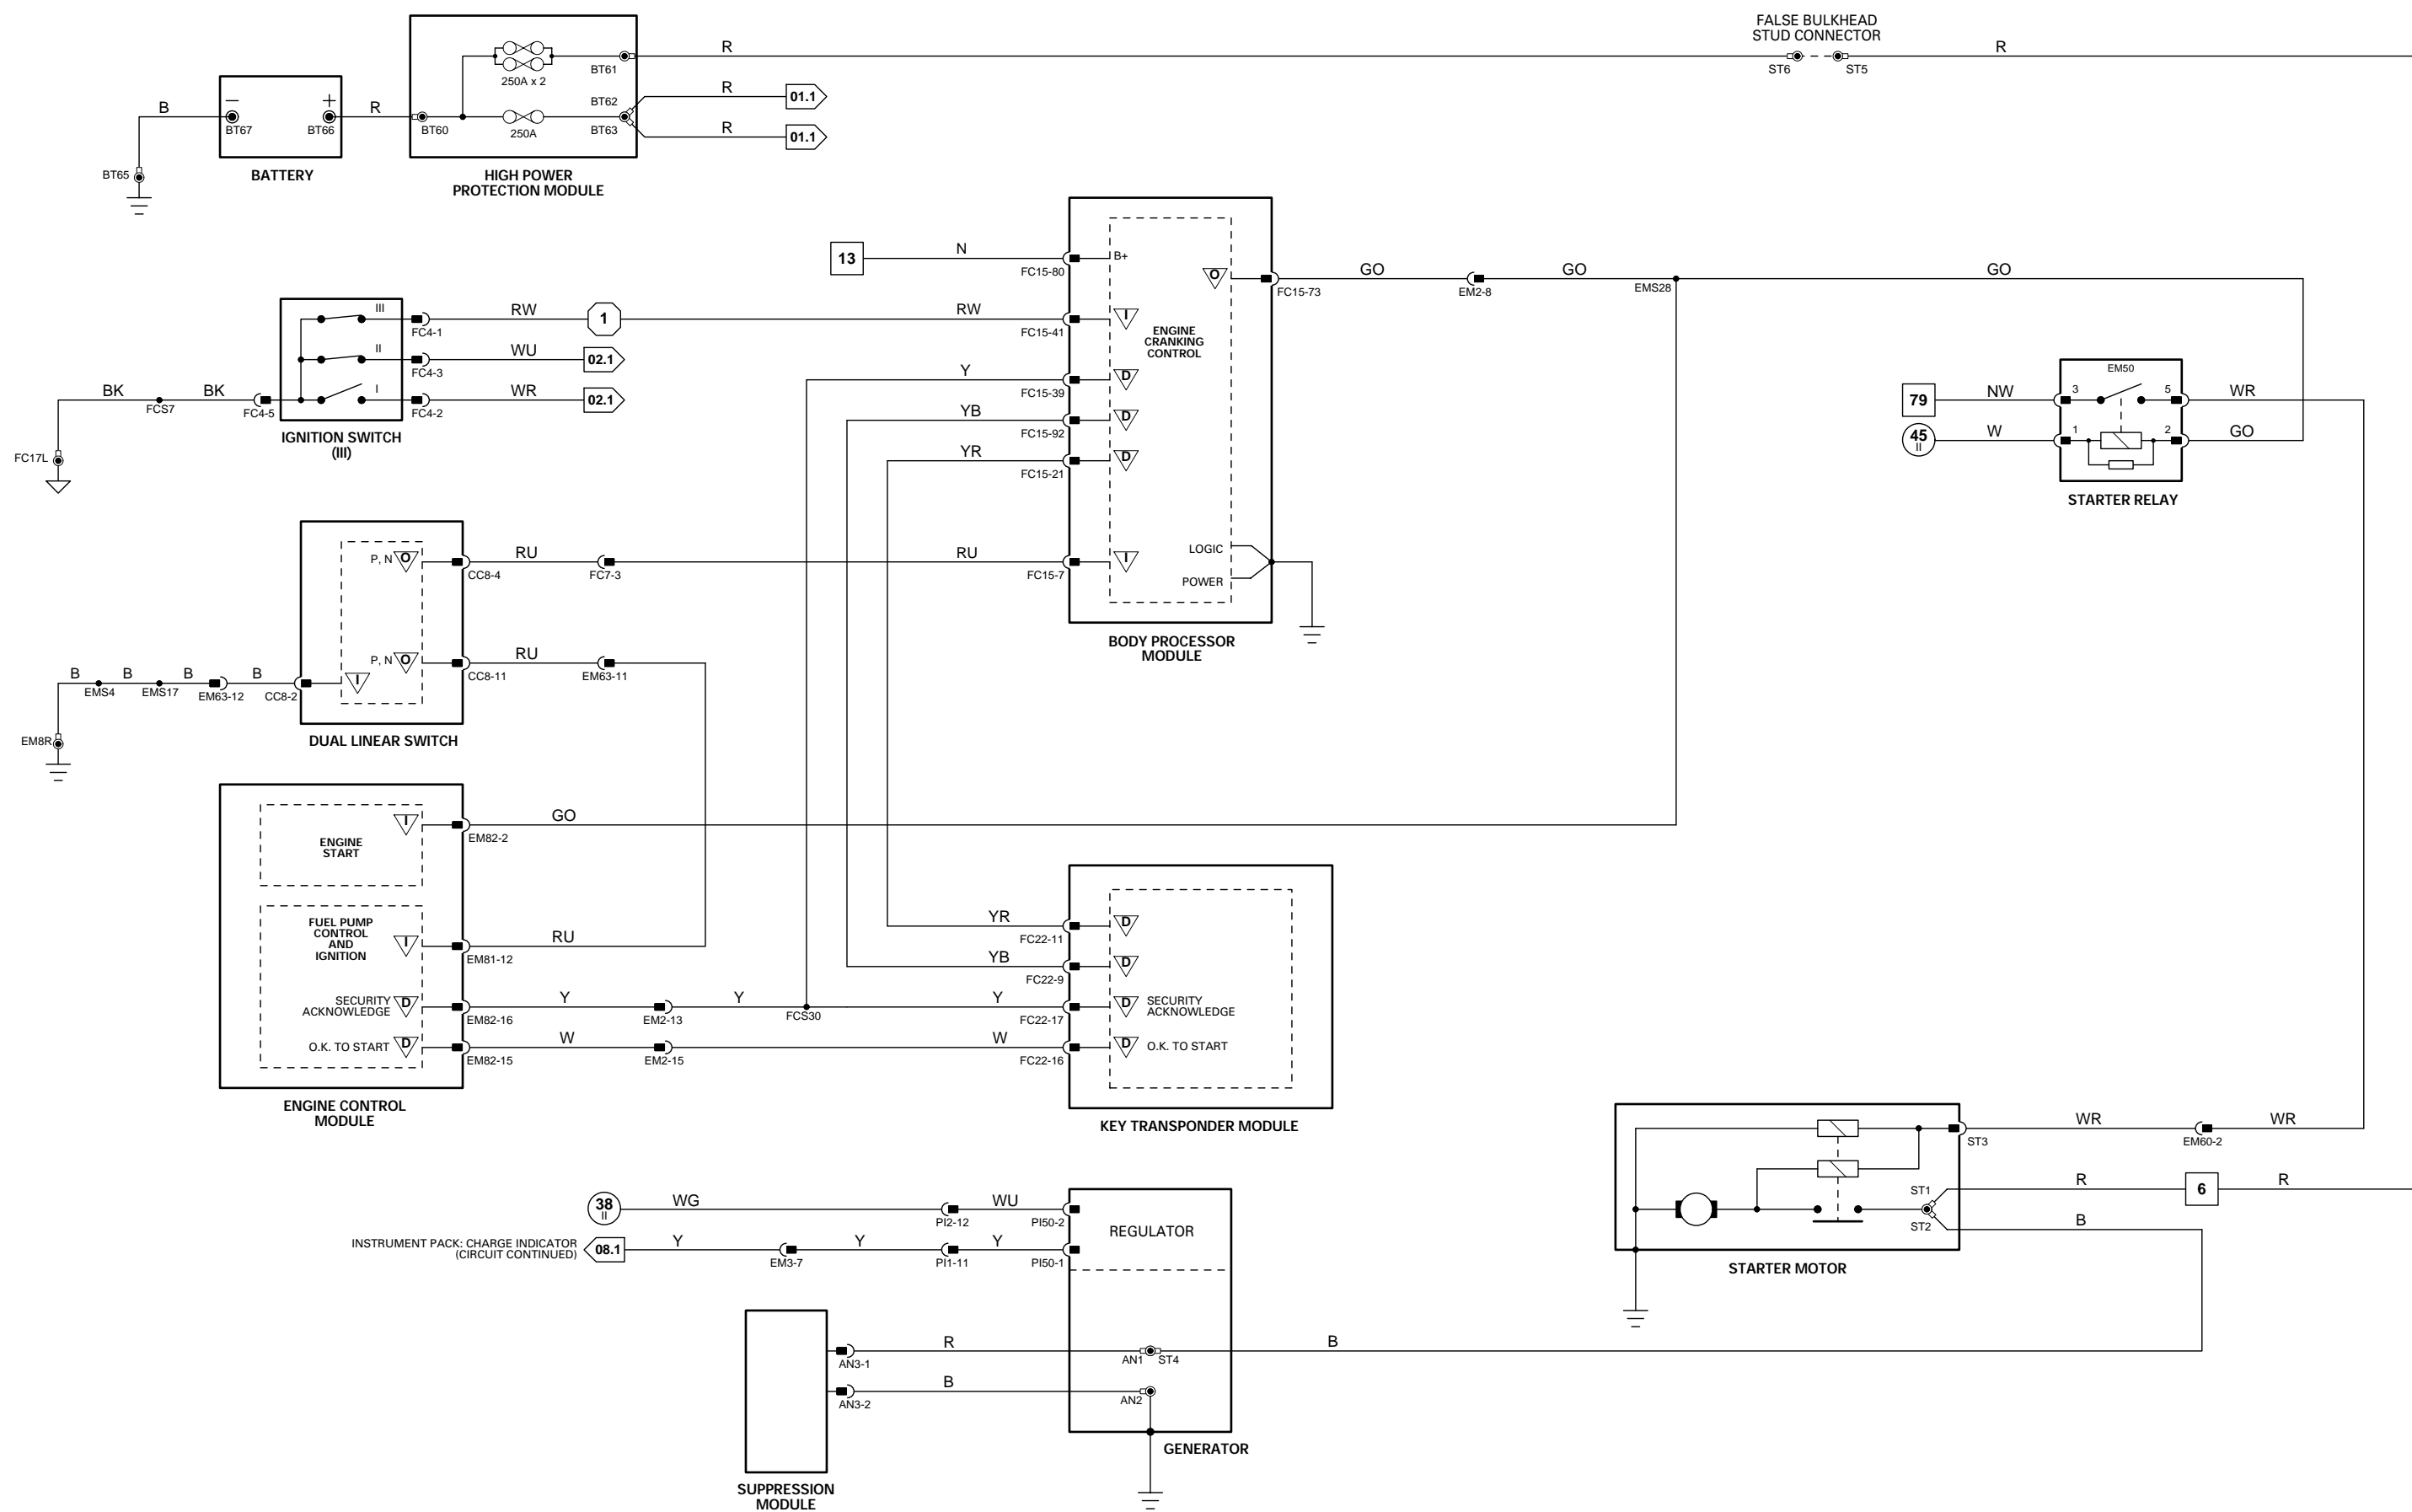 FALSE BULKHEAD
STUD CONNECTOR
R
R
ST6
ST5
250A x 2
BT61
R
01.1
BT62
B
−
+
R
BT67
BT66
BT60
250A
BT63
R
01.1
BT65
BATTERY
HIGH POWER
PROTECTION MODULE
13
N
FC15-80
B+
O
FC15-73
GO
EM2-8
GO
EMS28
GO
III
FC4-1
RW
1
RW
FC15-41
I
ENGINE
CRANKING
CONTROL
II
FC4-3
WU
02.1
Y
FC15-39
D
BK
FCS7
BK
FC4-5
I
FC4-2
WR
02.1
YB
FC15-92
D
YR
FC15-21
D
IGNITION SWITCH
(III)
FC17L
EM50
79
NW
3
5
WR
45
II
W
1
2
GO
STARTER RELAY
P, N
O
CC8-4
RU
FC7-3
RU
FC15-7
I
LOGIC
POWER
BODY PROCESSOR
MODULE
P, N
O
CC8-11
RU
EM63-11
B
EMS4
B
EMS17
B
EM63-12
B
CC8-2
I
EM8R
DUAL LINEAR SWITCH
ENGINE
START
I
EM82-2
GO
FUEL PUMP
CONTROL
AND
IGNITION
I
EM81-12
RU
SECURITY
ACKNOWLEDGE
D
EM82-16
Y
EM2-13
Y
FCS30
Y
FC22-17
D
SECURITY
ACKNOWLEDGE
O.K. TO START
D
EM82-15
W
EM2-15
W
FC22-16
D
O.K. TO START
YR
FC22-11
D
YB
FC22-9
D
ENGINE CONTROL
MODULE
KEY TRANSPONDER MODULE
ST3
WR
EM60-2
WR
ST1
R
6
R
ST2
B
STARTER MOTOR
38
II
WG
PI2-12
WU
PI50-2
REGULATOR
INSTRUMENT PACK: CHARGE INDICATOR
(CIRCUIT CONTINUED)
08.1
Y
EM3-7
Y
PI1-11
Y
PI50-1
AN3-1
R
AN1
ST4
B
AN3-2
B
AN2
GENERATOR
SUPPRESSION
MODULE